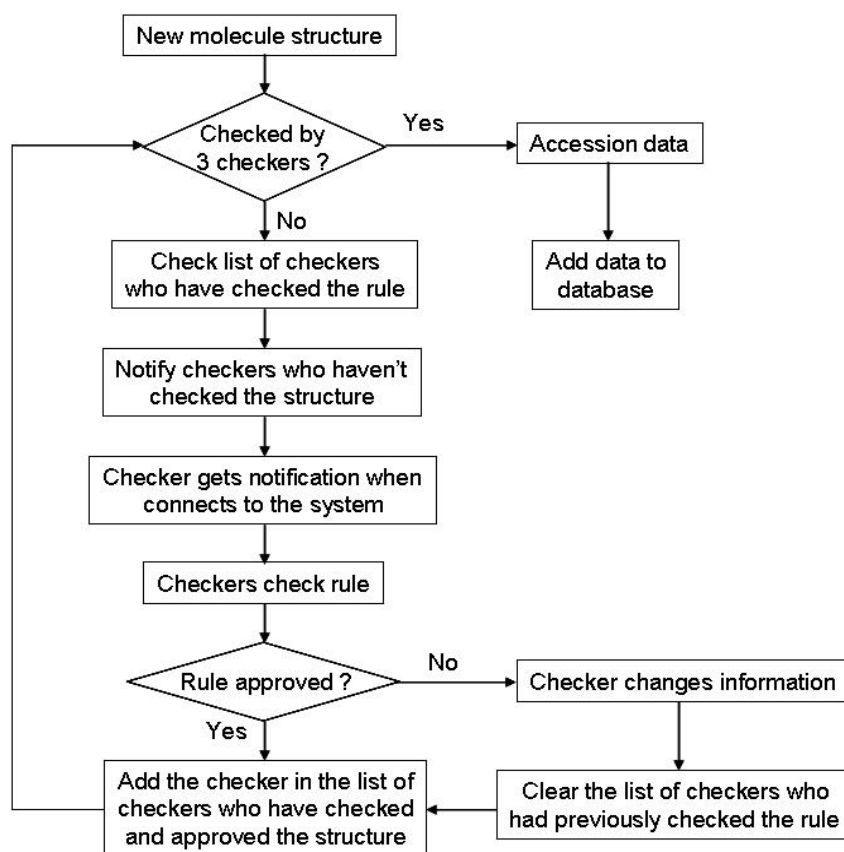 New molecule structure
Checked by
3 checkers ?
Yes
Accession data
Add data to
database
No
Check list of checkers
who have checked the rule
Notify checkers who haven't
checked the structure
Checker gets notification when
connects to the system
Checkers check rule
Rule approved ?
No
Checker changes information
Yes
Add the checker in the list of
checkers who have checked
and approved the structure
Clear the list of checkers who
had previously checked the rule